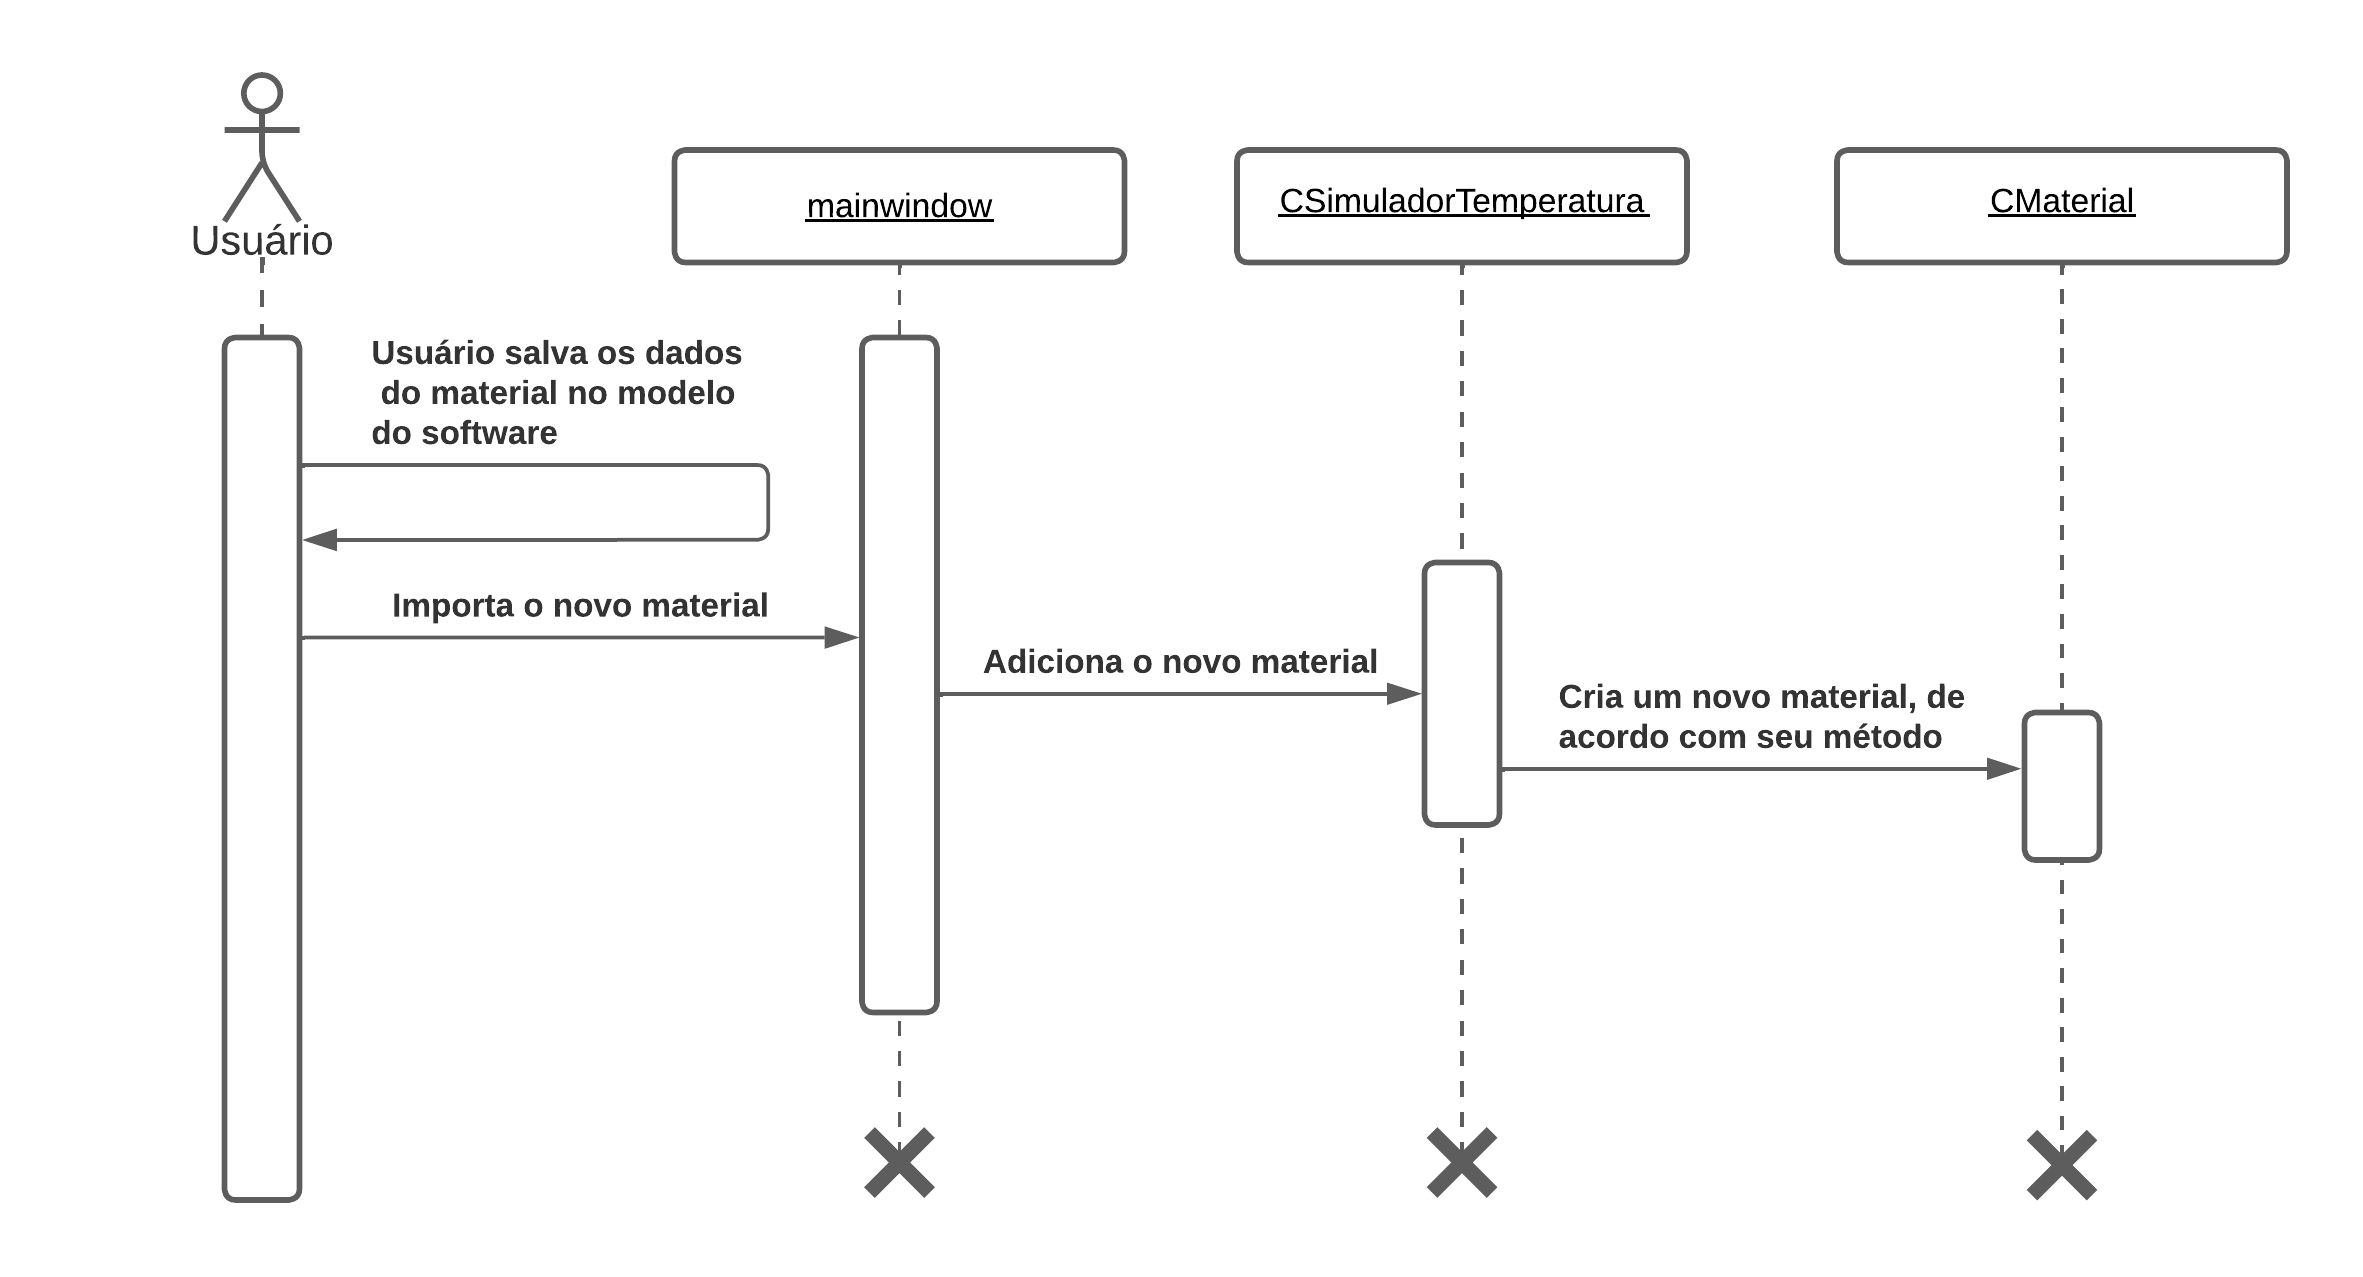 Usuário
mainwindow
CSimuladorTemperatura
CMaterial
Usuário salva os dados
do material no modelo
do software
Importa o novo material
Adiciona o novo material
Cria um novo material, de
acordo com seu método